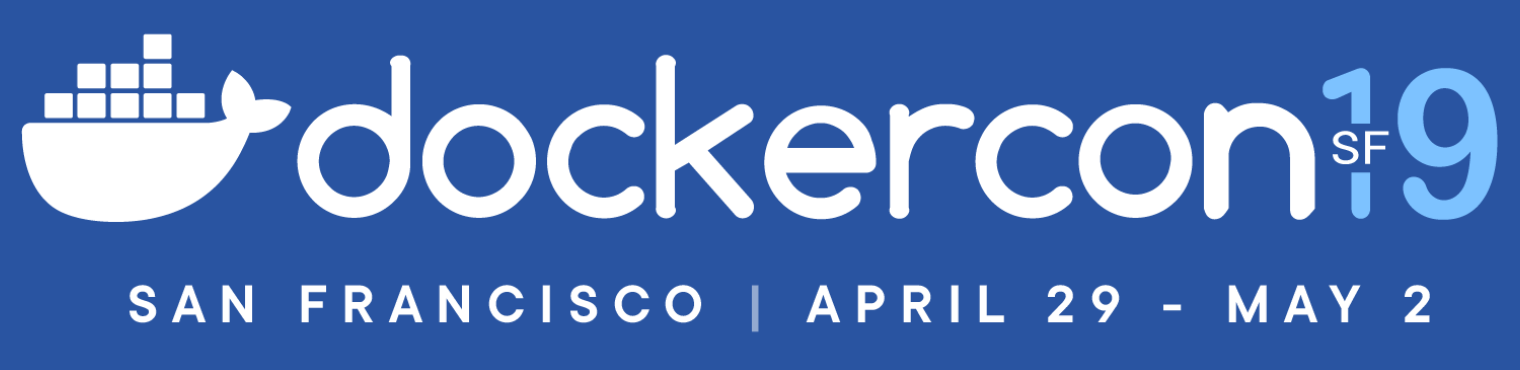 dockercon SF 19
SAN FRANCISCO | APRIL 29 - MAY 2